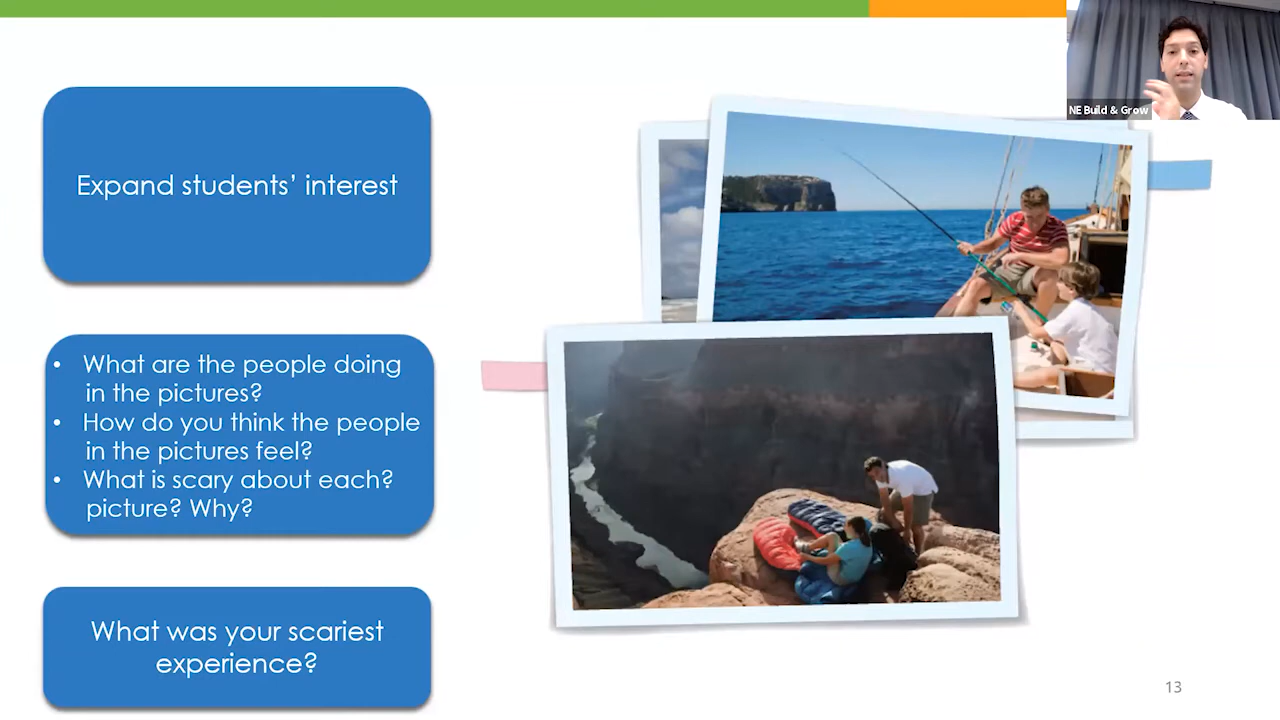 Expand students' interest
• What are the people doing
in the pictures?
• How do you think the people
in the pictures feel?
• What is scary about each?
picture? Why?
What was your scariest
experience?
NE Build & Grow
13